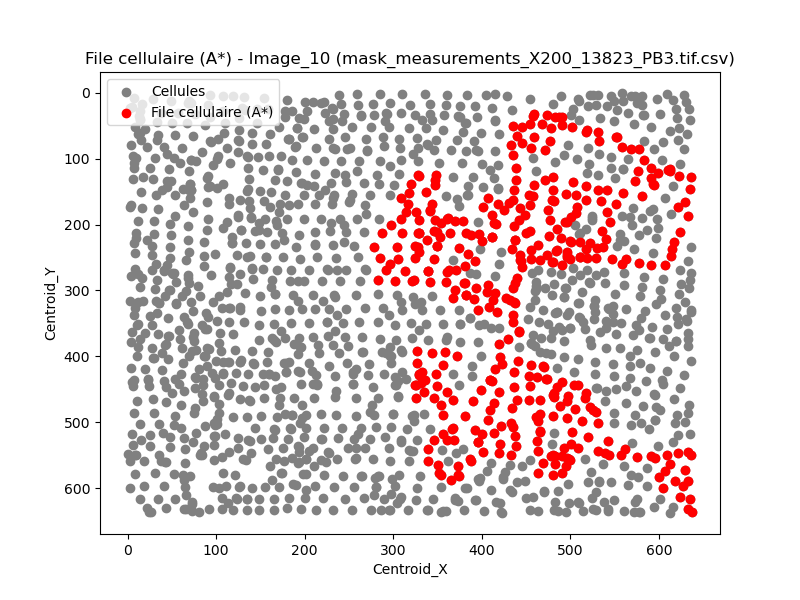 File cellulaire (A*) - Image_10 (mask_measurements_X200_13823_PB3.tif.csv)
Cellules
File cellulaire (A*)
Centroid_Y
0
100
200
300
400
500
600
0 100 200 300 400 500 600
Centroid_X